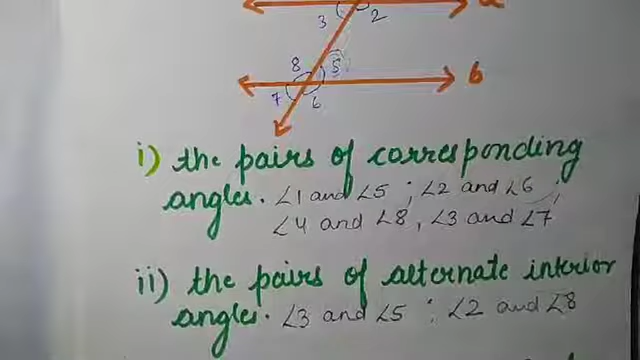 3 2
8 5
b
7 6
i) the pairs of corresponding
angles. ∠1 and ∠5 ; ∠2 and ∠6 ;
∠4 and ∠8, ∠3 and ∠7
ii) the pairs of alternate interior
angles. ∠3 and ∠5 ; ∠2 and ∠8